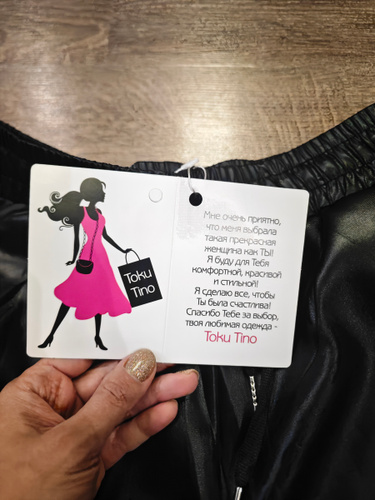 Toku
Tino
Мне очень приятно,
что меня выбрала
такая прекрасная
женщина как ТЫ!
Я буду для Тебя
комфортной, красивой
и стильной!
Я сделаю все, чтобы
Ты была счастлива!
Спасибо Тебе за выбор,
твоя любимая одежда -
Toku Tino